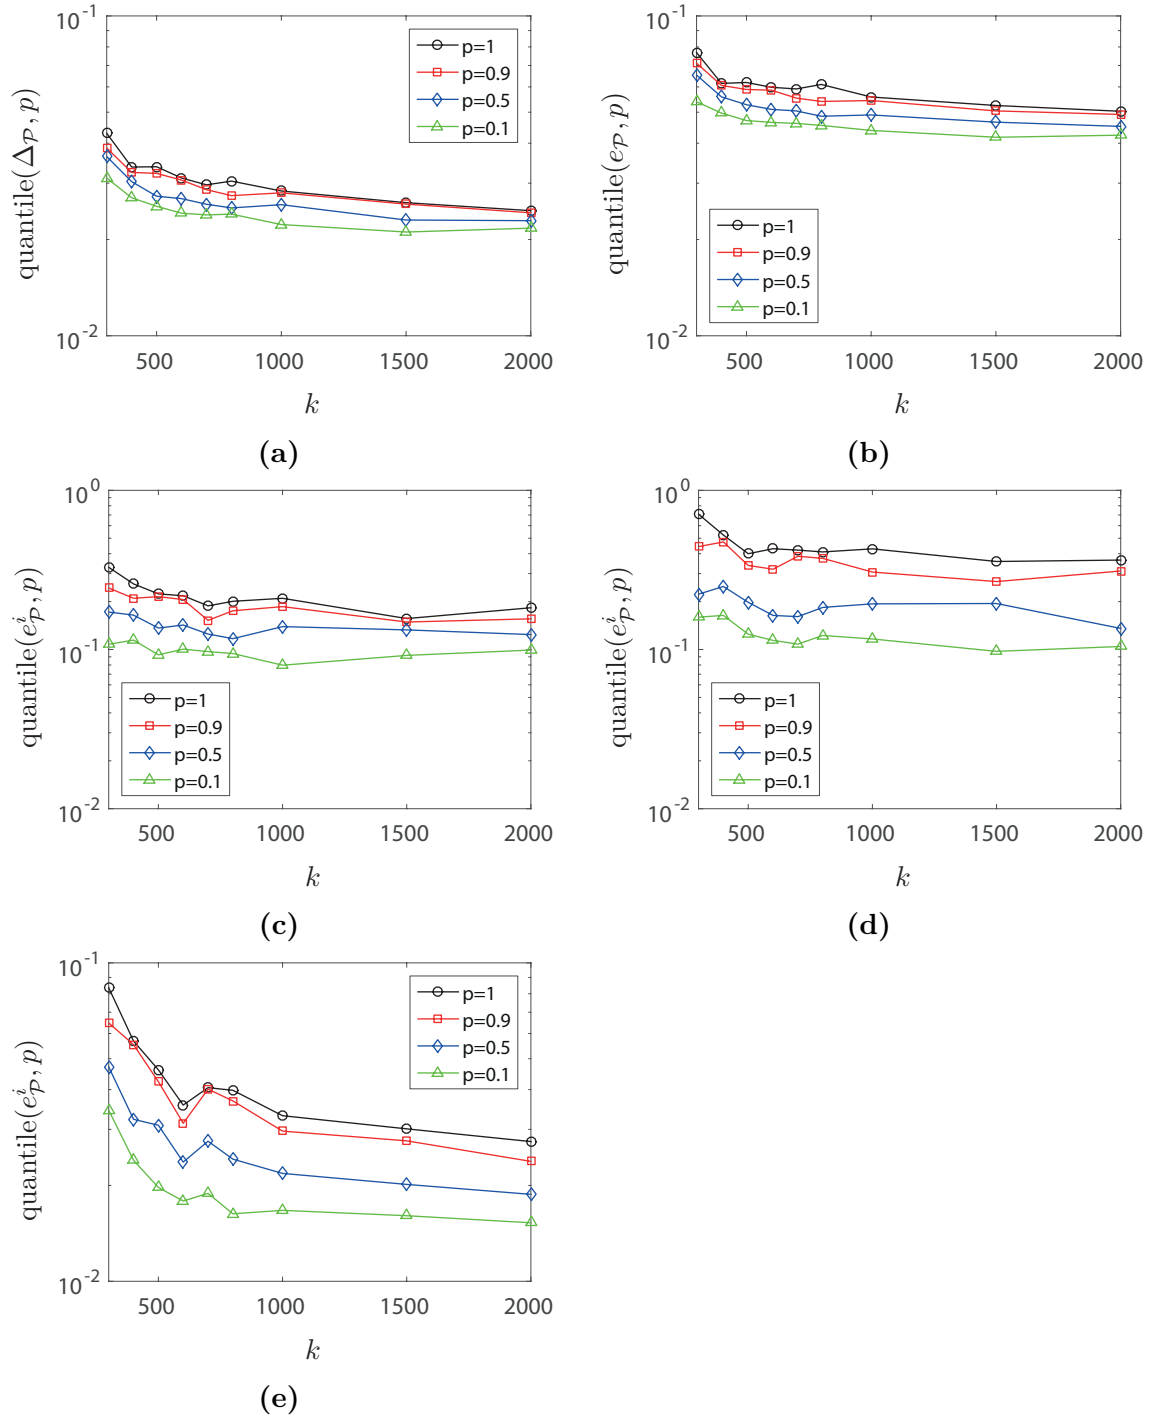 quantile(Δ_𝒫, p)
10^-1
10^-2
p=1
p=0.9
p=0.5
p=0.1
500 1000 1500 2000
k
(a)
quantile(e_𝒫, p)
10^-1
10^-2
p=1
p=0.9
p=0.5
p=0.1
500 1000 1500 2000
k
(b)
quantile(e^i_𝒫, p)
10^0
10^-1
10^-2
p=1
p=0.9
p=0.5
p=0.1
500 1000 1500 2000
k
(c)
quantile(e^i_𝒫, p)
10^0
10^-1
10^-2
p=1
p=0.9
p=0.5
p=0.1
500 1000 1500 2000
k
(d)
quantile(e^i_𝒫, p)
10^-1
10^-2
p=1
p=0.9
p=0.5
p=0.1
500 1000 1500 2000
k
(e)